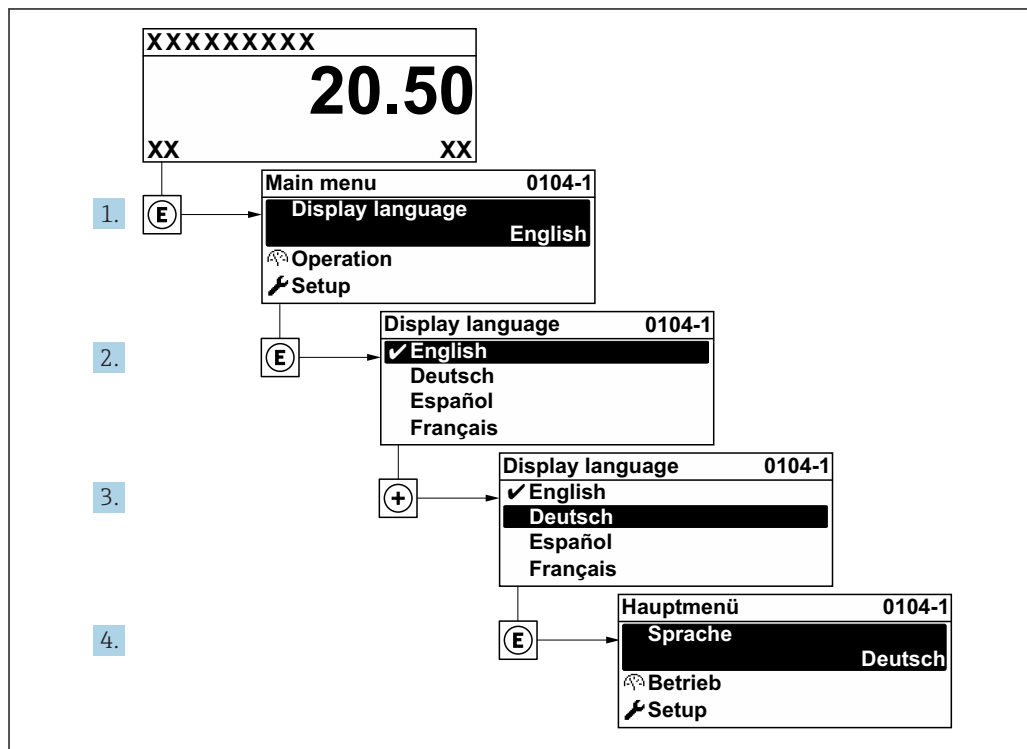 XXXXXXXXX
20.50
XX XX
1. E
Main menu 0104-1
Display language
English
Operation
Setup
2. E
Display language 0104-1
✔ English
Deutsch
Español
Français
3. +
Display language 0104-1
✔ English
Deutsch
Español
Français
4. E
Hauptmenü 0104-1
Sprache
Deutsch
Betrieb
Setup